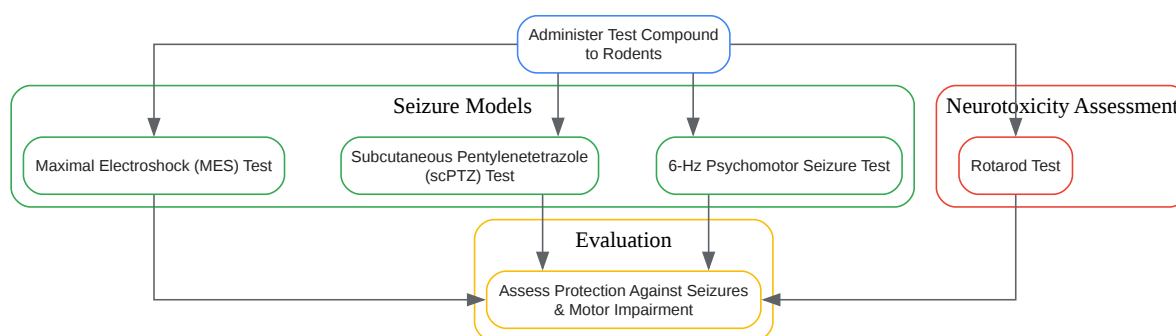 Administer Test Compound
to Rodents
Seizure Models
Neurotoxicity Assessment
Maximal Electroshock (MES) Test
Subcutaneous Pentylenetetrazole
(scPTZ) Test
6-Hz Psychomotor Seizure Test
Rotarod Test
Evaluation
Assess Protection Against Seizures
& Motor Impairment